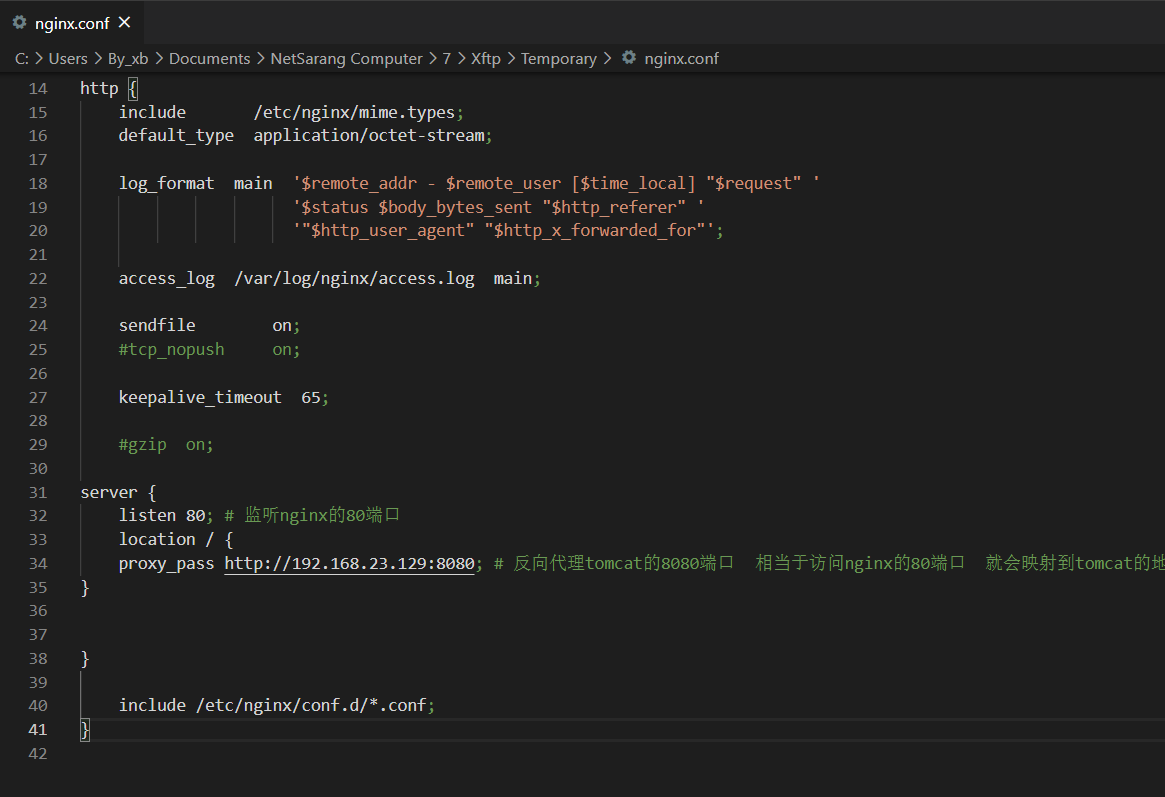 nginx.conf ×
C: > Users > By_xb > Documents > NetSarang Computer > 7 > Xftp > Temporary > nginx.conf
14 http {
15     include       /etc/nginx/mime.types;
16     default_type  application/octet-stream;
17
18     log_format  main  '$remote_addr - $remote_user [$time_local] "$request" '
19                       '$status $body_bytes_sent "$http_referer" '
20                       '"$http_user_agent" "$http_x_forwarded_for"';
21
22     access_log  /var/log/nginx/access.log  main;
23
24     sendfile        on;
25     #tcp_nopush     on;
26
27     keepalive_timeout  65;
28
29     #gzip  on;
30
31 server {
32     listen 80; # 监听nginx的80端口
33     location / {
34     proxy_pass http://192.168.23.129:8080; # 反向代理tomcat的8080端口  相当于访问nginx的80端口  就会映射到tomcat的地
35 }
36
37
38 }
39
40     include /etc/nginx/conf.d/*.conf;
41 }
42